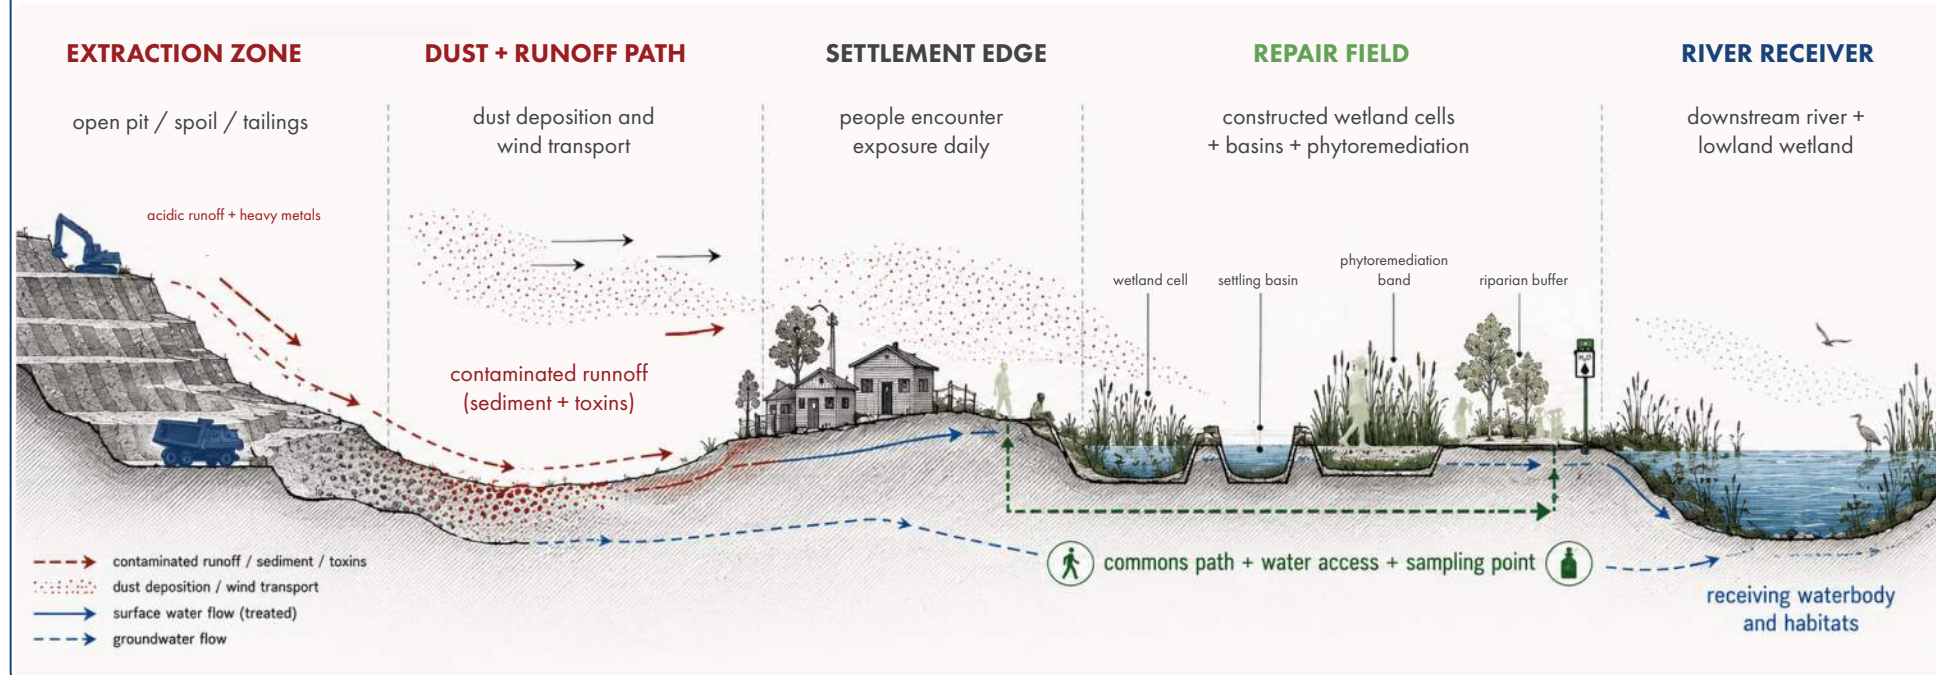 EXTRACTION ZONE
open pit / spoil / tailings
acidic runoff + heavy metals
DUST + RUNOFF PATH
dust deposition and
wind transport
contaminated runnoff
(sediment + toxins)
SETTLEMENT EDGE
people encounter
exposure daily
REPAIR FIELD
constructed wetland cells
+ basins + phytoremediation
wetland cell
settling basin
phytoremediation
band
riparian buffer
H₂O
RIVER RECEIVER
downstream river +
lowland wetland
contaminated runoff / sediment / toxins
dust deposition / wind transport
surface water flow (treated)
groundwater flow
commons path + water access + sampling point
receiving waterbody
and habitats